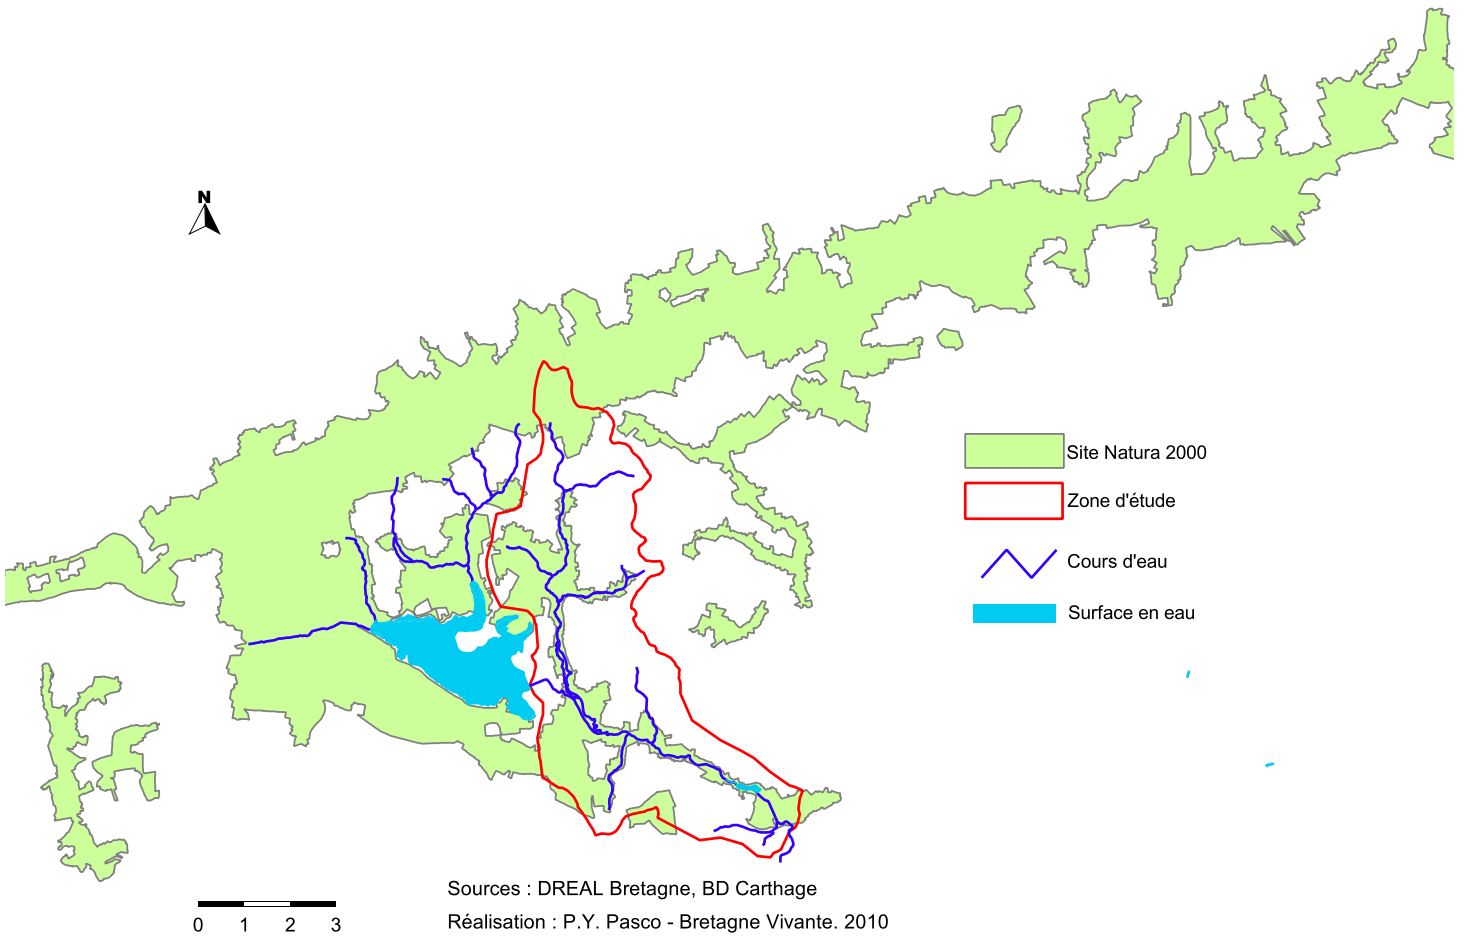 N
Site Natura 2000
Zone d'étude
Cours d'eau
Surface en eau
0 1 2 3
Sources : DREAL Bretagne, BD Carthage
Réalisation : P.Y. Pasco - Bretagne Vivante. 2010